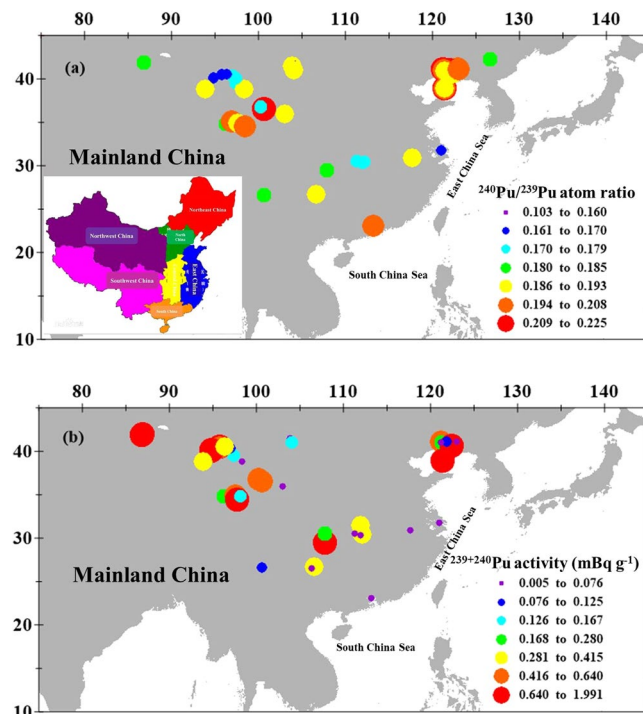 80 90 100 110 120 130 140
40
30
20
10
(a)
Mainland China
East China Sea
South China Sea
Northeast China
Northwest China
North China
East China
Southwest China
South China
²⁴⁰Pu/²³⁹Pu atom ratio
0.103 to 0.160
0.161 to 0.170
0.170 to 0.179
0.180 to 0.185
0.186 to 0.193
0.194 to 0.208
0.209 to 0.225
80 90 100 110 120 130 140
40
30
20
10
(b)
Mainland China
East China Sea
South China Sea
²³⁹⁺²⁴⁰Pu activity (mBq g⁻¹)
0.005 to 0.076
0.076 to 0.125
0.126 to 0.167
0.168 to 0.280
0.281 to 0.415
0.416 to 0.640
0.640 to 1.991